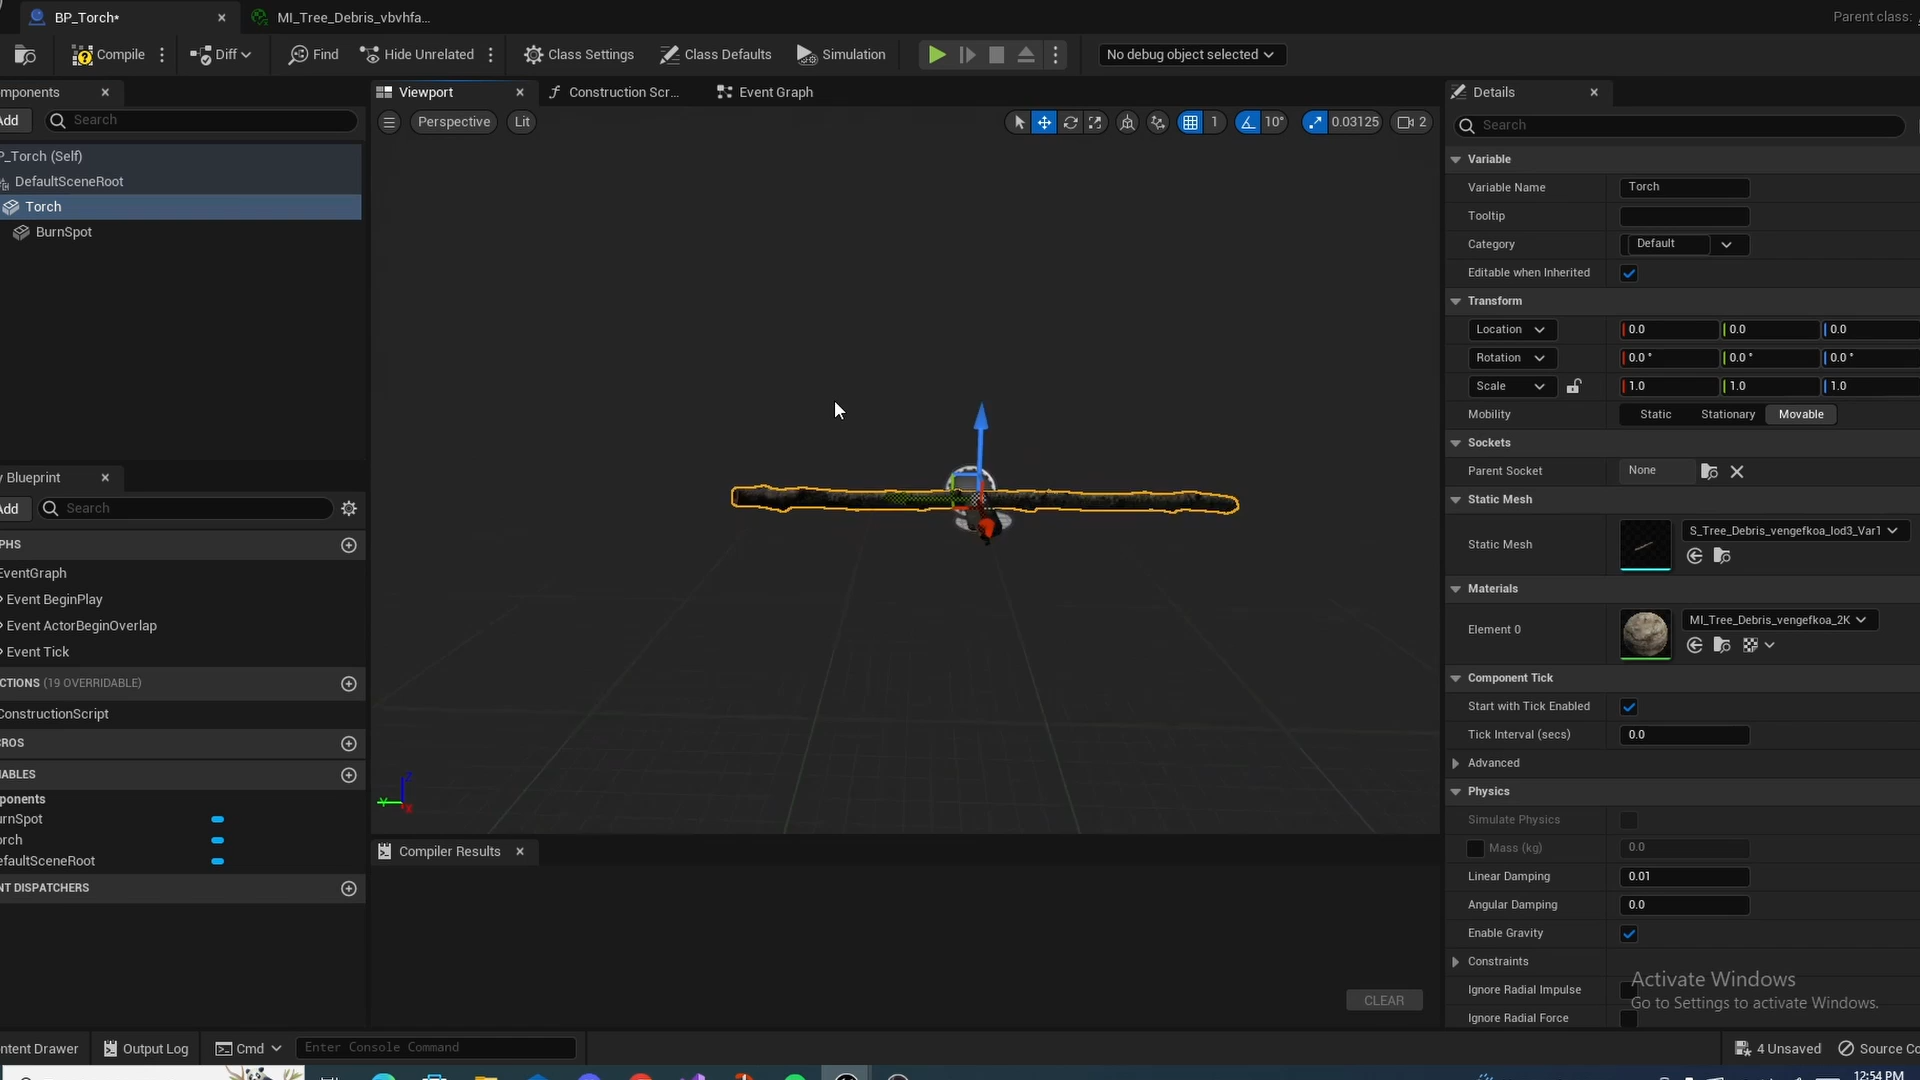 BP_Torch*
MI_Tree_Debris_vbvhfa...
Parent class:
Compile
Diff
Find
Hide Unrelated
Class Settings
Class Defaults
Simulation
No debug object selected
mponents
Viewport
Construction Scr...
Event Graph
Details
Add
Search
Perspective
Lit
1
10°
0.03125
2
Search
P_Torch (Self)
DefaultSceneRoot
Torch
BurnSpot
Variable
Variable Name
Torch
Tooltip
Category
Default
Editable when Inherited
Transform
Location
0.0
0.0
0.0
Rotation
0.0 °
0.0 °
0.0 °
Scale
1.0
1.0
1.0
Mobility
Static
Stationary
Movable
Sockets
Parent Socket
None
Static Mesh
Static Mesh
S_Tree_Debris_vengefkoa_lod3_Var1
Materials
Element 0
MI_Tree_Debris_vengefkoa_2K
Component Tick
Start with Tick Enabled
Tick Interval (secs)
0.0
Advanced
Physics
Simulate Physics
Mass (kg)
0.0
Linear Damping
0.01
Angular Damping
0.0
Enable Gravity
Constraints
Ignore Radial Impulse
Ignore Radial Force
y Blueprint
Add
Search
PHS
EventGraph
Event BeginPlay
Event ActorBeginOverlap
Event Tick
CTIONS (19 OVERRIDABLE)
ConstructionScript
CROS
IABLES
ponents
urnSpot
orch
efaultSceneRoot
NT DISPATCHERS
Z
Y
X
Compiler Results
CLEAR
Activate Windows
Go to Settings to activate Windows.
ntent Drawer
Output Log
Cmd
Enter Console Command
4 Unsaved
Source Co
12:54 PM